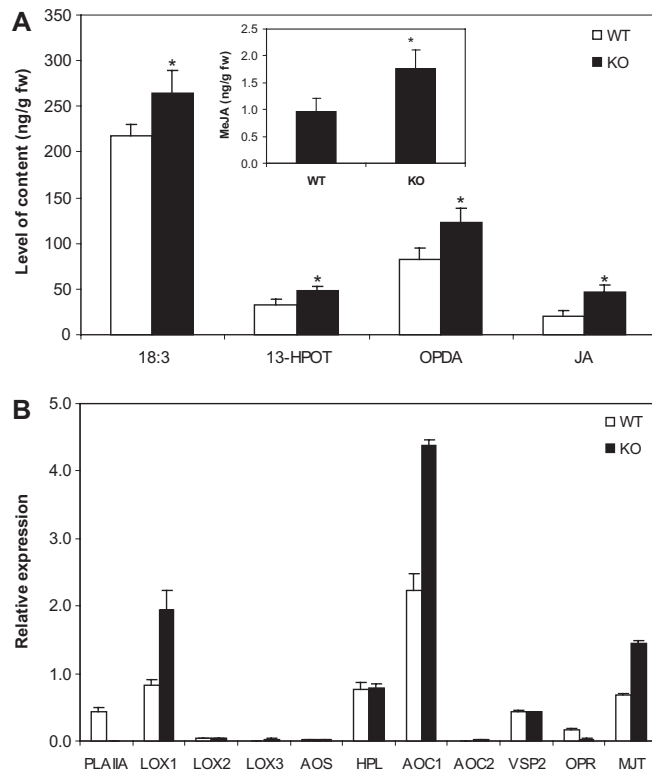 A
WT
KO
350
300
250
200
150
100
50
0
Level of content (ng/g fw)
18:3
13-HPOT
OPDA
JA
*
*
*
*
2.5
2.0
1.5
1.0
0.5
0.0
MeJA (ng/g fw)
*
WT
KO
B
WT
KO
5.0
4.0
3.0
2.0
1.0
0.0
Relative expression
PLAIIA LOX1 LOX2 LOX3 AOS HPL AOC1 AOC2 VSP2 OPR MJT